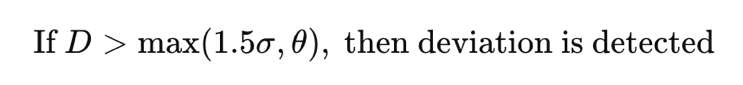 If D > max(1.5σ, θ), then deviation is detected